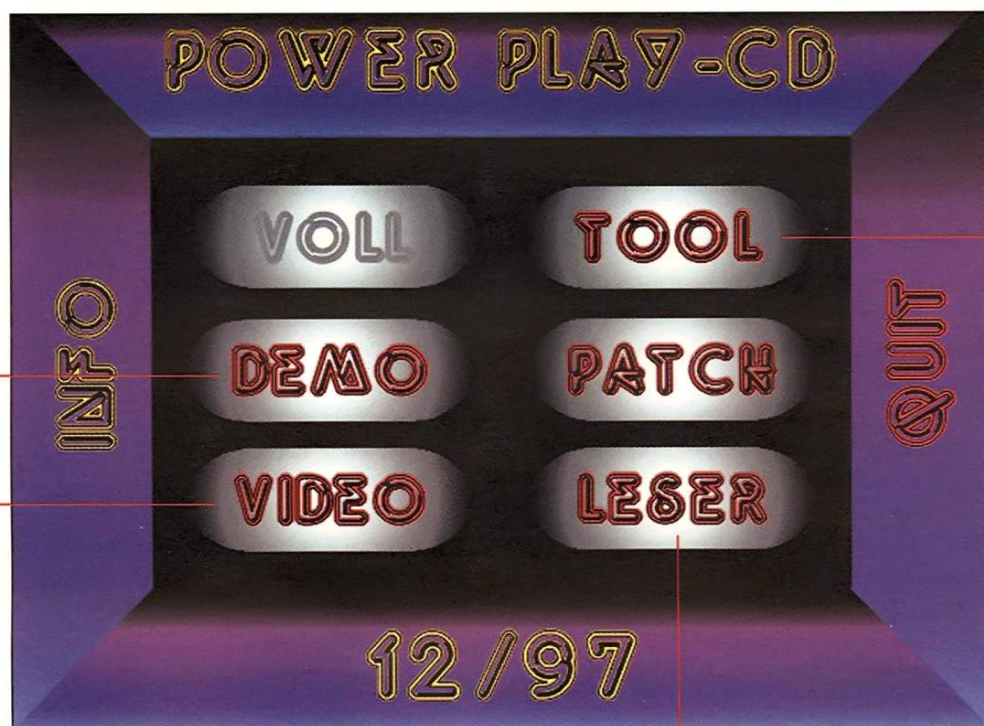 POWER PLAY-CD
VOLL
TOOL
INFO
DEMO
PATCH
QUIT
VIDEO
LESER
12/97